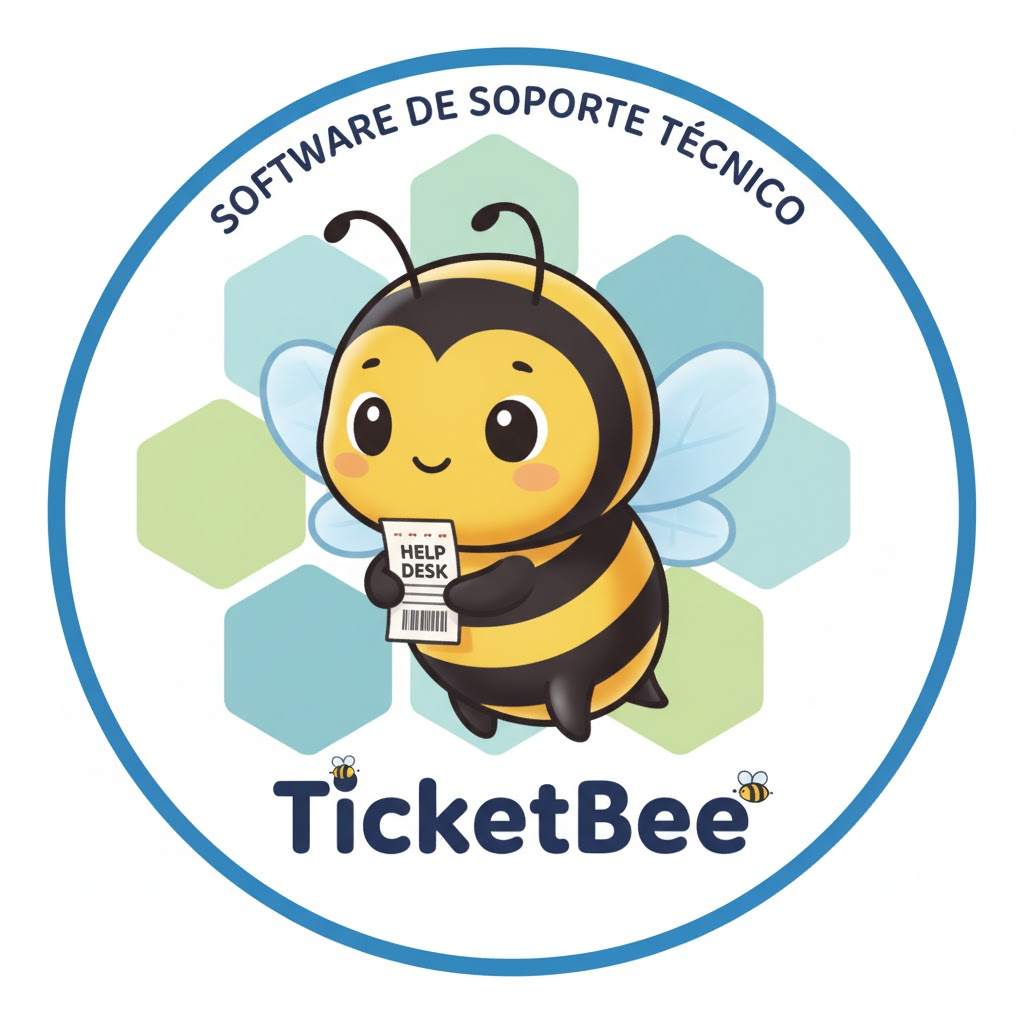 SOFTWARE DE SOPORTE TÉCNICO
HELP
DESK
TicketBee